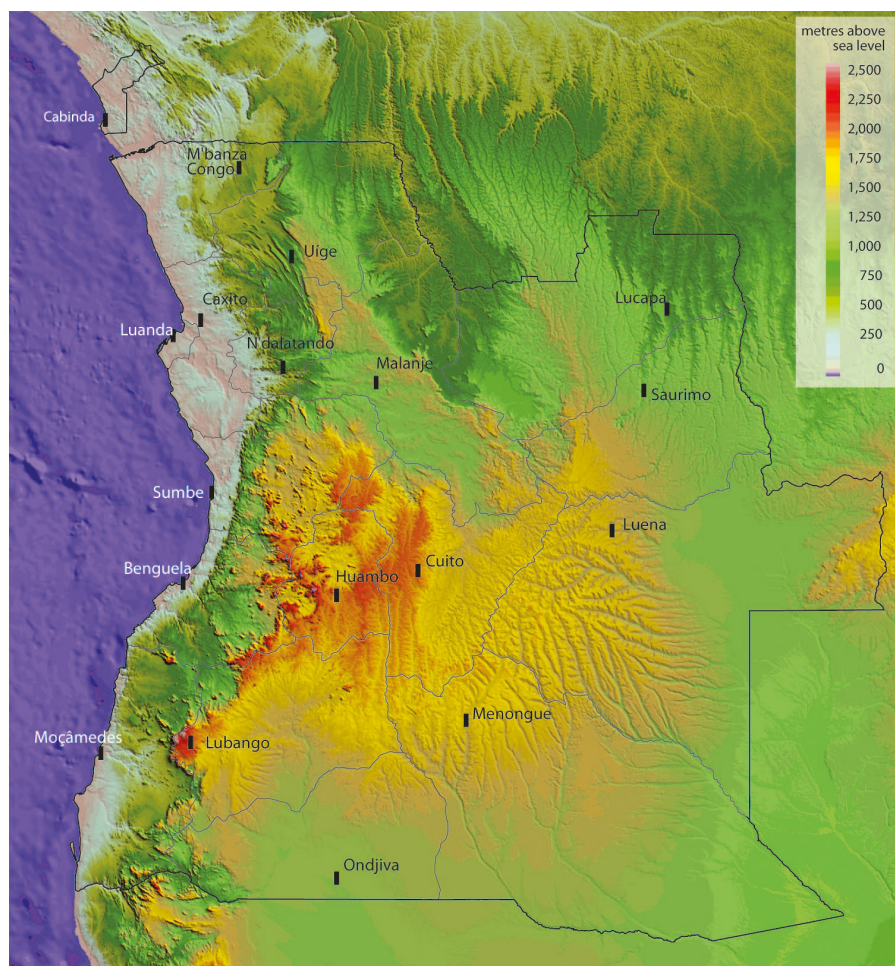 metres above
sea level
2,500
2,250
2,000
1,750
1,500
1,250
1,000
750
500
250
0
Cabinda
M'banza
Congo
Uíge
Caxito
Lucapa
Luanda
N'dalatando
Malanje
Saurimo
Sumbe
Luena
Benguela
Cuito
Huambo
Menongue
Moçâmedes
Lubango
Ondjiva